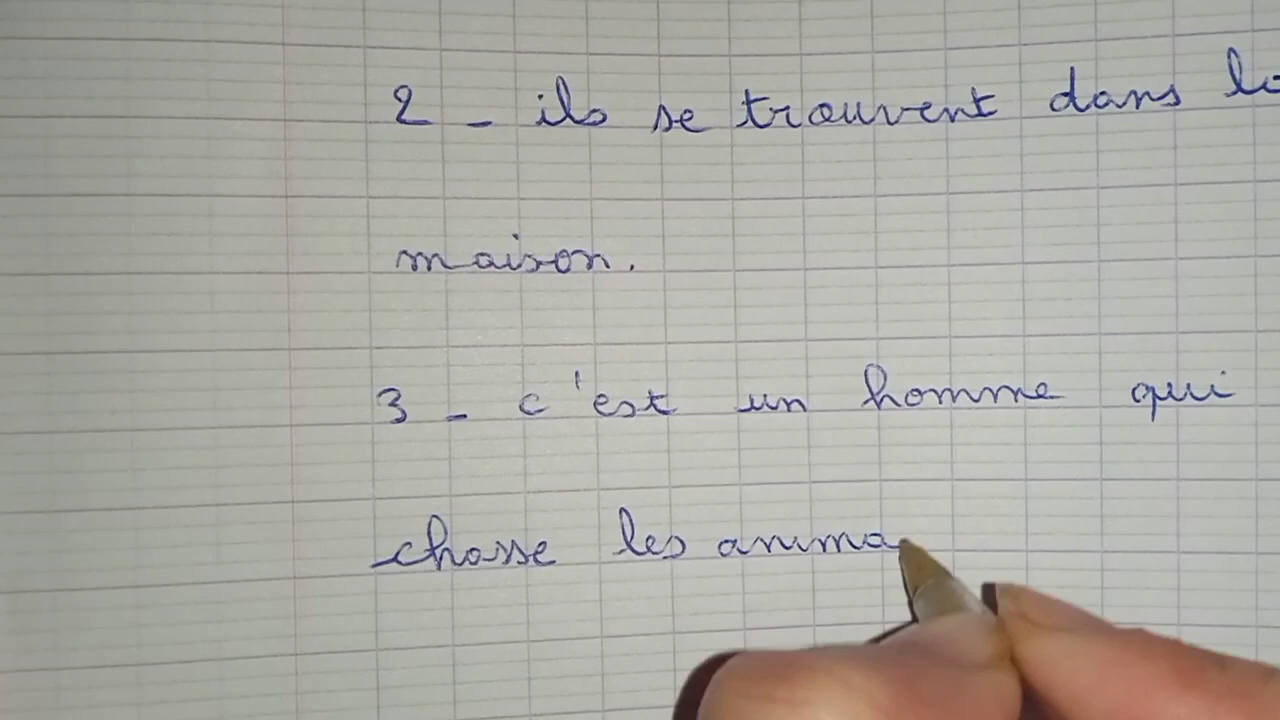 2 - ils se trouvent dans la
maison.
3 - c'est un homme qui
chasse les anima